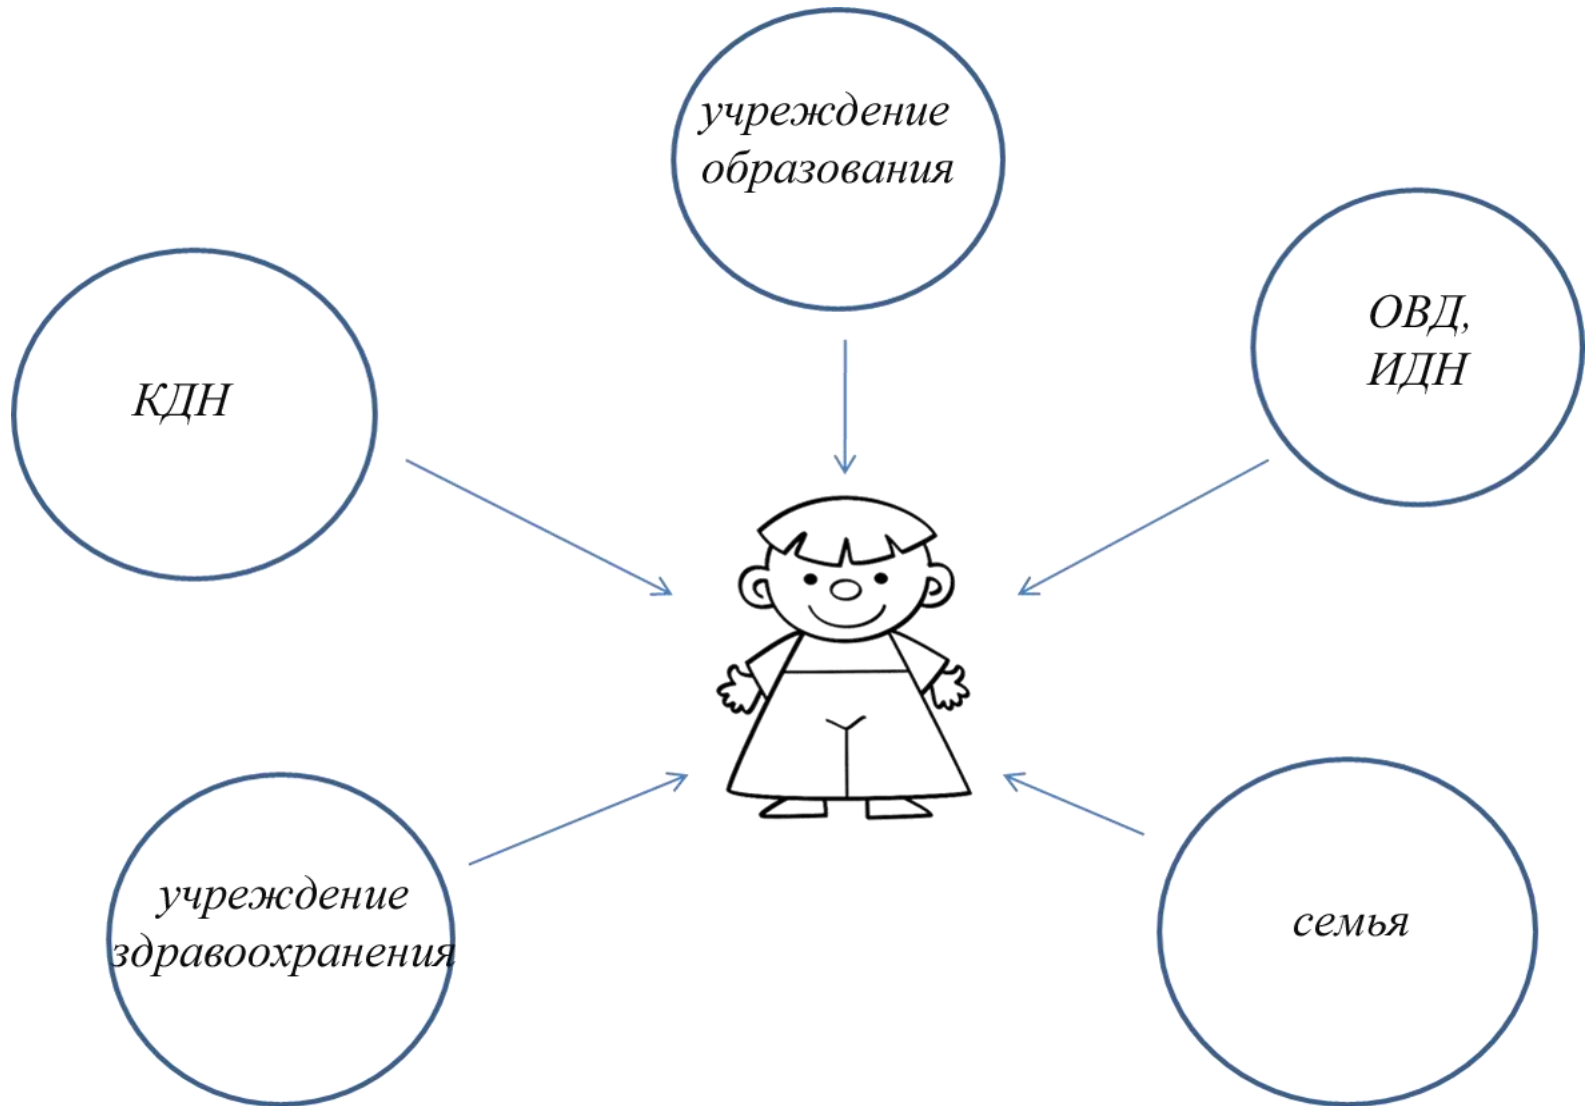 учреждение
образования
ОВД,
ИДН
КДН
учреждение
здравоохранения
семья